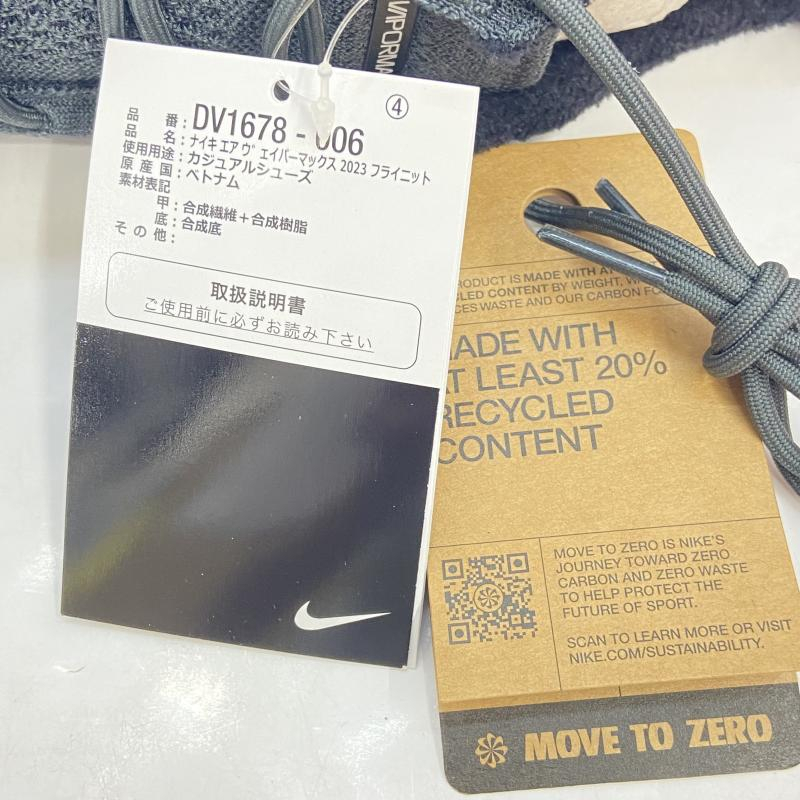 VAPORMA
④
品番：DV1678-006
品名：ナイキ エア ヴェイパーマックス 2023 フライニット
使用用途：カジュアルシューズ
原産国：ベトナム
素材表記
甲：合成繊維＋合成樹脂
底：合成底
その他：
取扱説明書
ご使用前に必ずお読み下さい
PRODUCT IS MADE WITH AT
CLED CONTENT BY WEIGHT, WH
CES WASTE AND OUR CARBON FO
MADE WITH
AT LEAST 20%
RECYCLED
CONTENT
MOVE TO ZERO IS NIKE'S
JOURNEY TOWARD ZERO
CARBON AND ZERO WASTE
TO HELP PROTECT THE
FUTURE OF SPORT.
SCAN TO LEARN MORE OR VISIT
NIKE.COM/SUSTAINABILITY.
MOVE TO ZERO